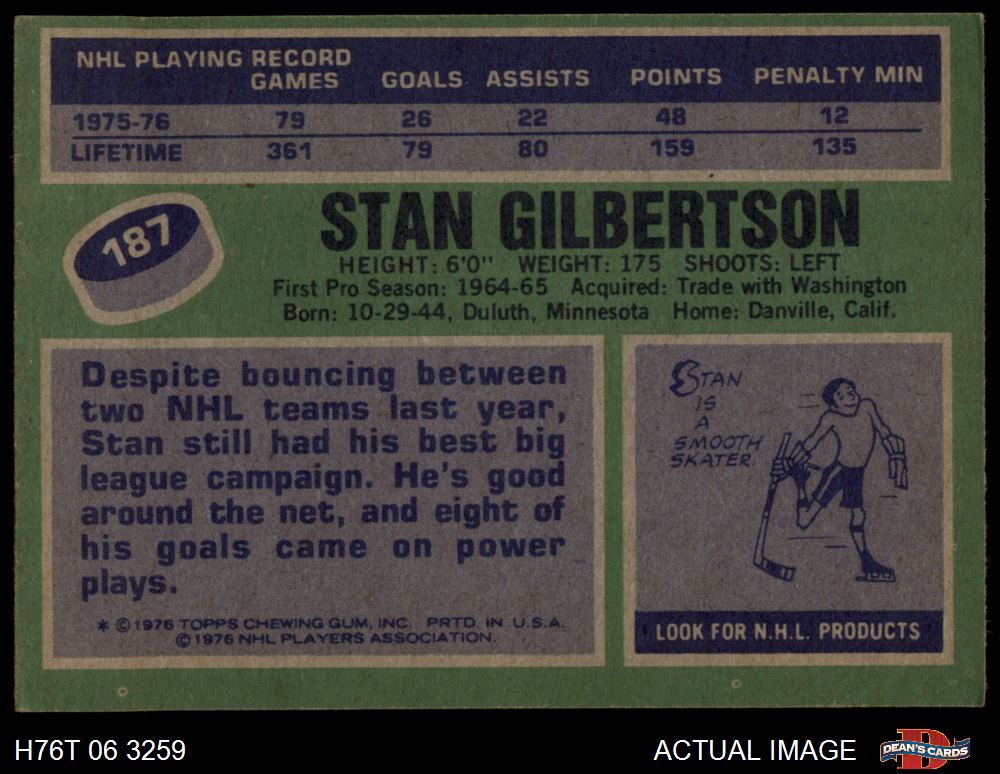 NHL PLAYING RECORD
GAMES GOALS ASSISTS POINTS PENALTY MIN
1975-76 79 26 22 48 12
LIFETIME 361 79 80 159 135
187
STAN GILBERTSON
HEIGHT: 6'0" WEIGHT: 175 SHOOTS: LEFT
First Pro Season: 1964-65 Acquired: Trade with Washington
Born: 10-29-44, Duluth, Minnesota Home: Danville, Calif.
Despite bouncing between
two NHL teams last year,
Stan still had his best big
league campaign. He's good
around the net, and eight of
his goals came on power
plays.
* © 1976 TOPPS CHEWING GUM, INC. PRTD. IN U.S.A.
© 1976 NHL PLAYERS ASSOCIATION.
STAN
IS
A
SMOOTH
SKATER.
LOOK FOR N.H.L. PRODUCTS
H76T 06 3259
ACTUAL IMAGE
DEAN'S CARDS